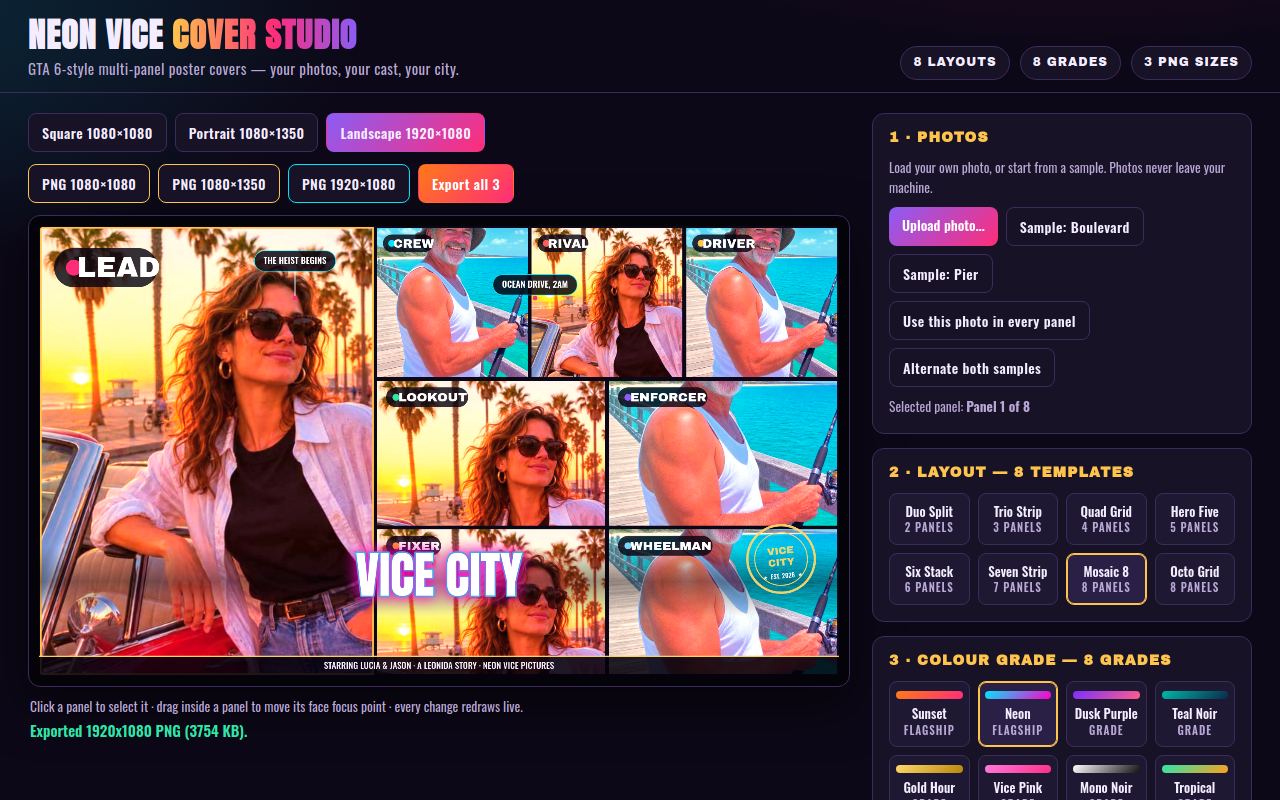 NEON VICE COVER STUDIO
GTA 6-style multi-panel poster covers — your photos, your cast, your city.
8 LAYOUTS
8 GRADES
3 PNG SIZES
Square 1080×1080
Portrait 1080×1350
Landscape 1920×1080
PNG 1080×1080
PNG 1080×1350
PNG 1920×1080
Export all 3
LEAD
THE HEIST BEGINS
CREW
RIVAL
DRIVER
OCEAN DRIVE, 2AM
LOOKOUT
ENFORCER
FIXER
WHEELMAN
VICE CITY
VICE
CITY
EST. 2026
STARRING LUCIA & JASON · A LEONIDA STORY · NEON VICE PICTURES
Click a panel to select it · drag inside a panel to move its face focus point · every change redraws live.
Exported 1920x1080 PNG (3754 KB).
1 · PHOTOS
Load your own photo, or start from a sample. Photos never leave your
machine.
Upload photo...
Sample: Boulevard
Sample: Pier
Use this photo in every panel
Alternate both samples
Selected panel: Panel 1 of 8
2 · LAYOUT — 8 TEMPLATES
Duo Split
2 PANELS
Trio Strip
3 PANELS
Quad Grid
4 PANELS
Hero Five
5 PANELS
Six Stack
6 PANELS
Seven Strip
7 PANELS
Mosaic 8
8 PANELS
Octo Grid
8 PANELS
3 · COLOUR GRADE — 8 GRADES
Sunset
FLAGSHIP
Neon
FLAGSHIP
Dusk Purple
GRADE
Teal Noir
GRADE
Gold Hour
Vice Pink
Mono Noir
Tropical